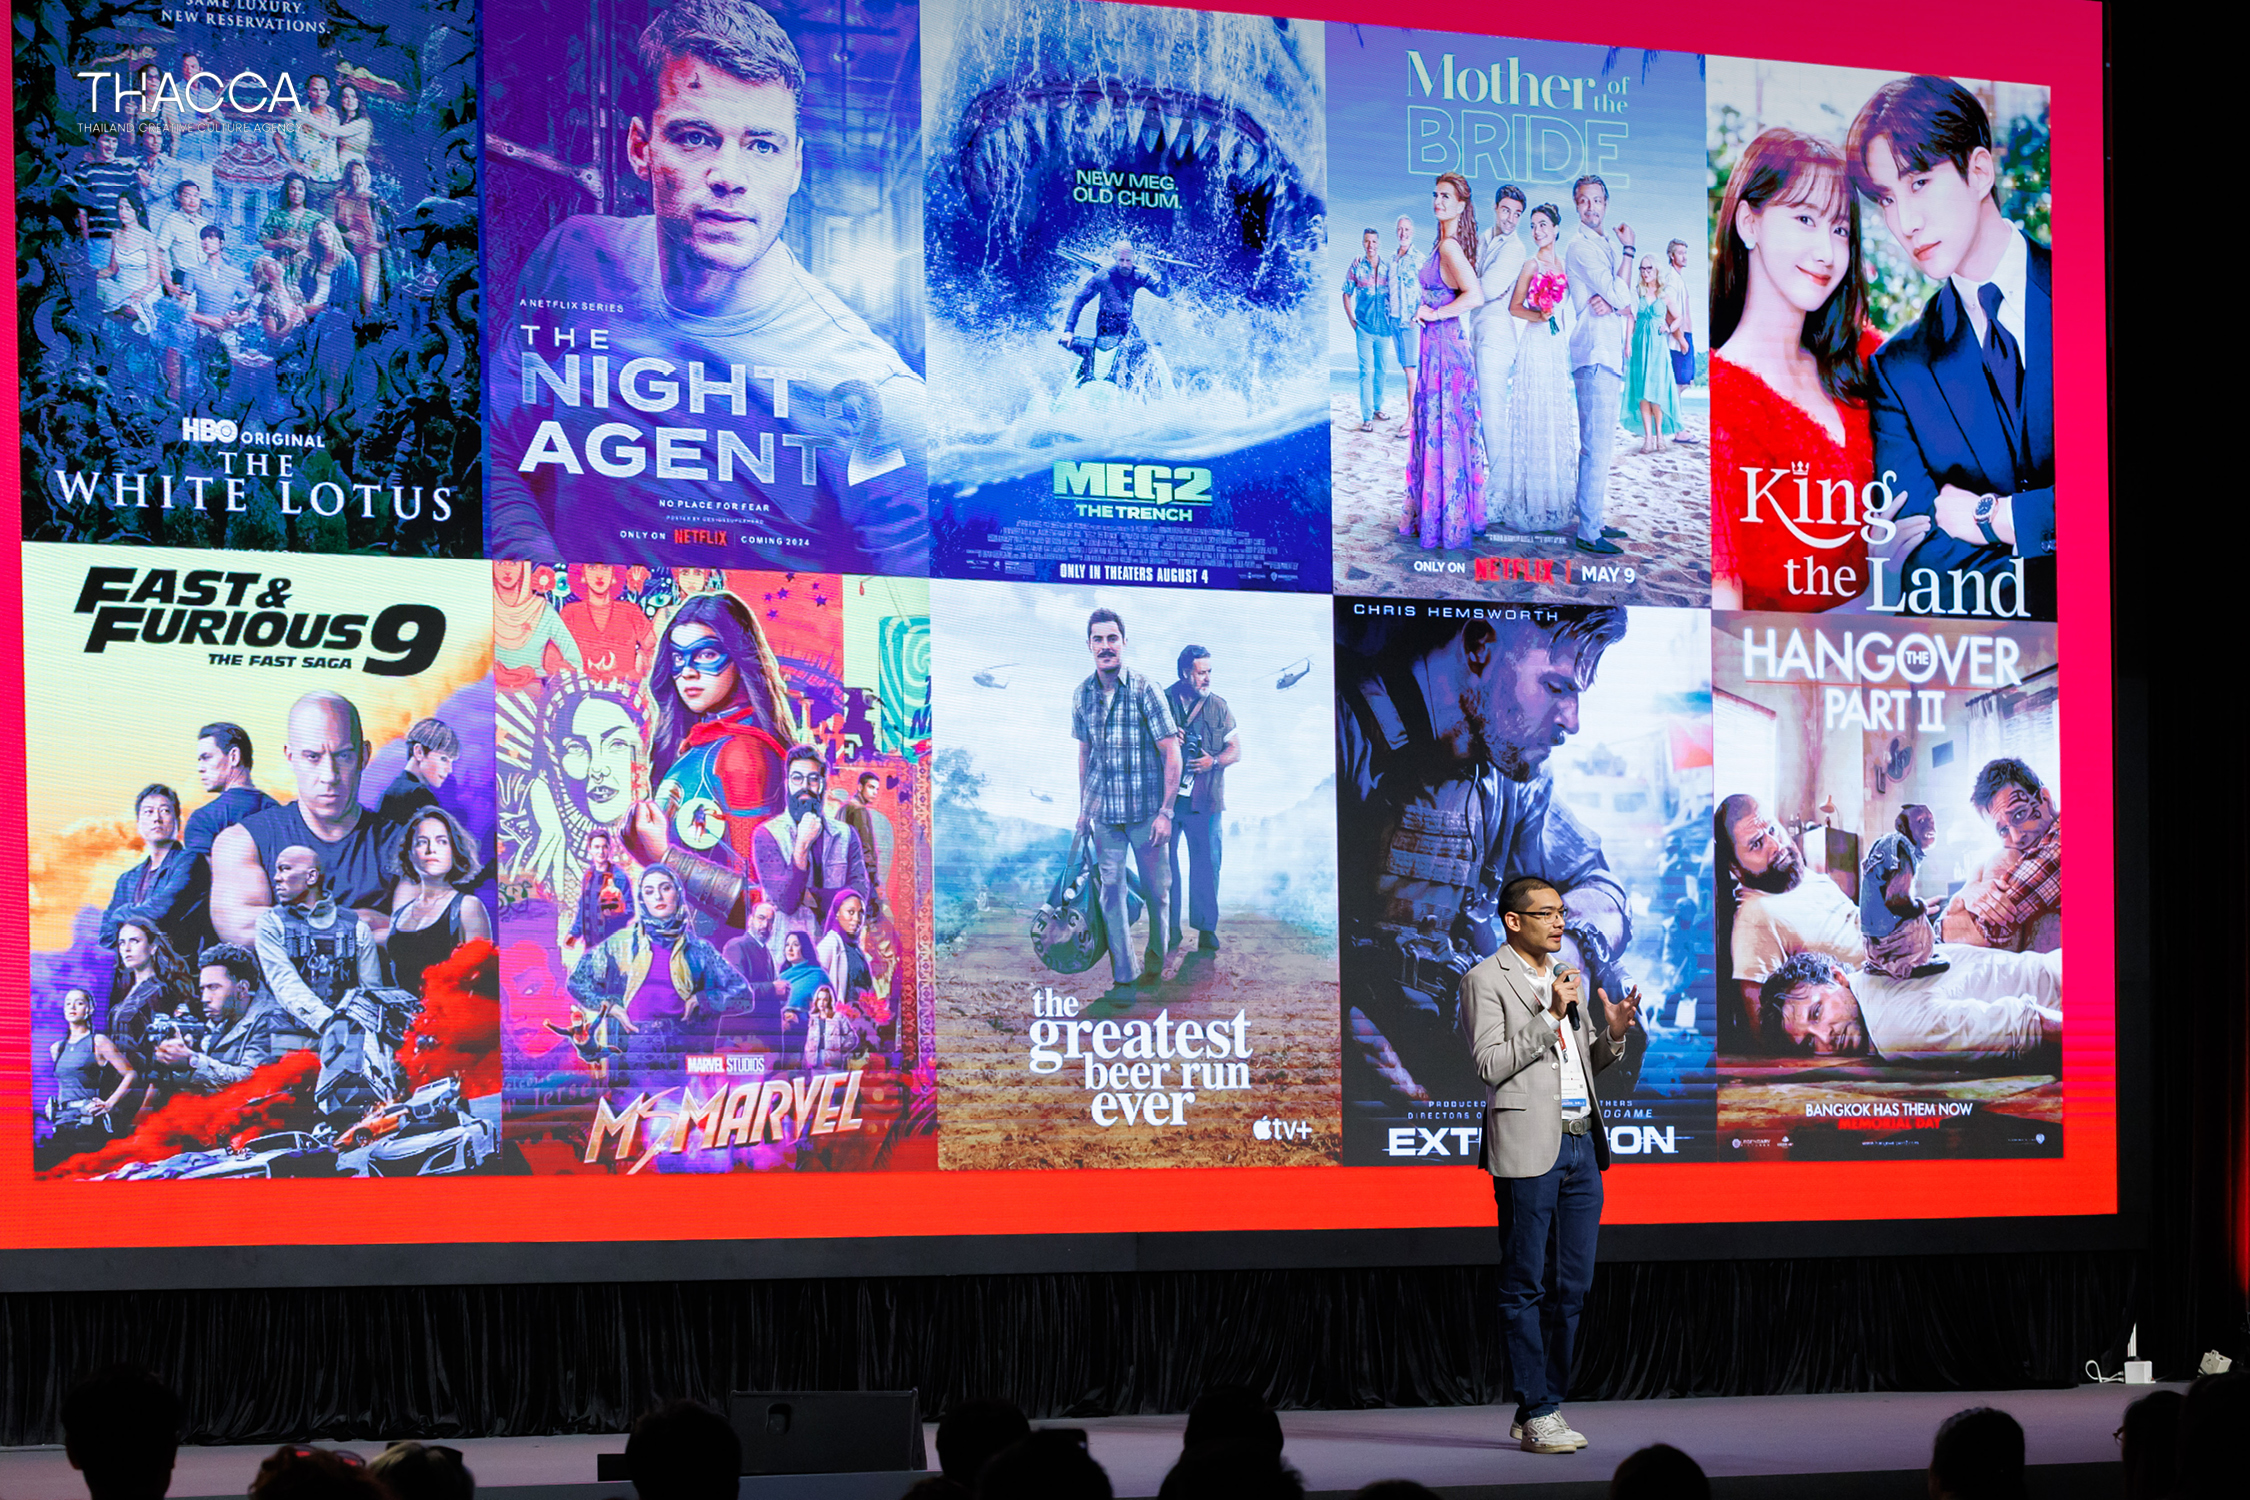 SAME LUXURY.
NEW RESERVATIONS.
THACCA
THAILAND CREATIVE CULTURE AGENCY
HBO ORIGINAL
THE
WHITE LOTUS
A NETFLIX SERIES
THE
NIGHT
AGENT 2
NO PLACE FOR FEAR
ONLY ON NETFLIX COMING 2024
NEW MEG.
OLD CHUM.
MEG2
THE TRENCH
ONLY IN THEATERS AUGUST 4
Mother of the
BRIDE
ONLY ON NETFLIX | MAY 9
King
the Land
FAST &
FURIOUS 9
THE FAST SAGA
MARVEL STUDIOS
MS MARVEL
the
greatest
beer run
ever
tv+
CHRIS HEMSWORTH
PRODUCED THERS
DIRECTORS O DGAME
EXT ON
THE HANGOVER
PART II
BANGKOK HAS THEM NOW
MEMORIAL DAY